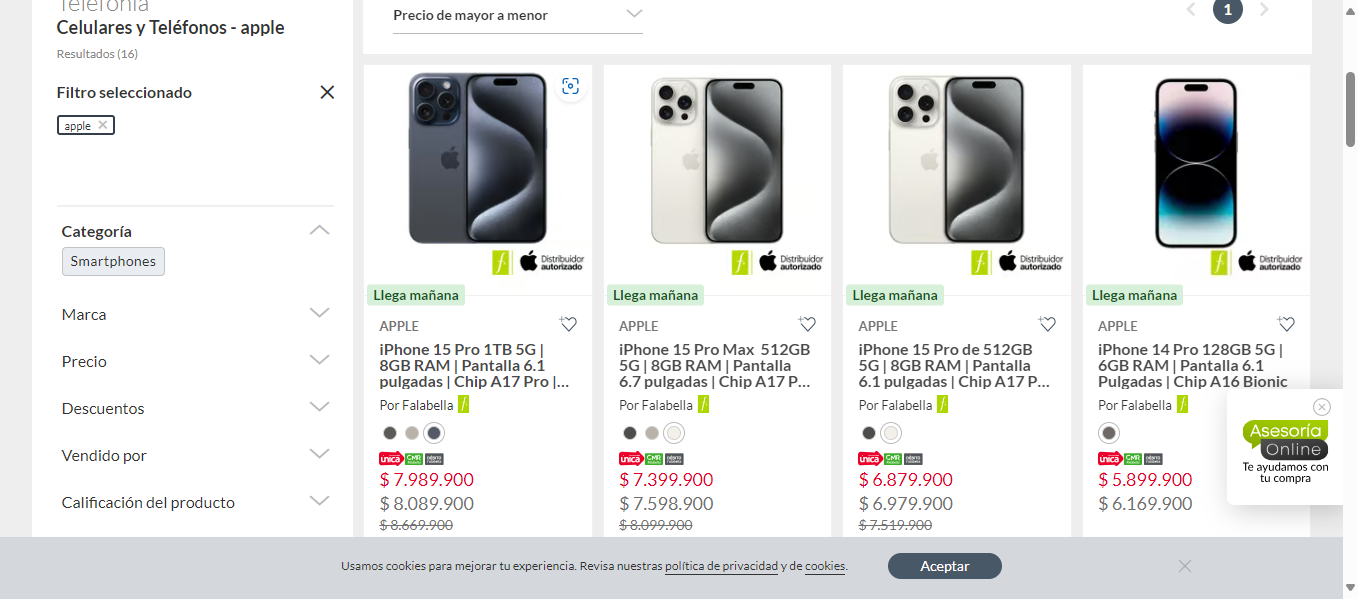 Telefonía
Celulares y Teléfonos - apple
Resultados (16)
Filtro seleccionado
apple
Categoría
Smartphones
Marca
Precio
Descuentos
Vendido por
Calificación del producto
Precio de mayor a menor
1
Distribuidor
autorizado
Llega mañana
APPLE
iPhone 15 Pro 1TB 5G |
8GB RAM | Pantalla 6.1
pulgadas | Chip A17 Pro |...
Por Falabella
unica CMR
$ 7.989.900
$ 8.089.900
$ 8.669.900
Distribuidor
autorizado
Llega mañana
APPLE
iPhone 15 Pro Max 512GB
5G | 8GB RAM | Pantalla
6.7 pulgadas | Chip A17 P...
Por Falabella
unica CMR
$ 7.399.900
$ 7.598.900
$ 8.099.900
Distribuidor
autorizado
Llega mañana
APPLE
iPhone 15 Pro de 512GB
5G | 8GB RAM | Pantalla
6.1 pulgadas | Chip A17 P...
Por Falabella
unica CMR
$ 6.879.900
$ 6.979.900
$ 7.519.900
Distribuidor
autorizado
Llega mañana
APPLE
iPhone 14 Pro 128GB 5G |
6GB RAM | Pantalla 6.1
Pulgadas | Chip A16 Bionic
Por Falabella
unica CMR
$ 5.899.900
$ 6.169.900
Asesoría
Online
Te ayudamos con
tu compra
Usamos cookies para mejorar tu experiencia. Revisa nuestras política de privacidad y de cookies.
Aceptar